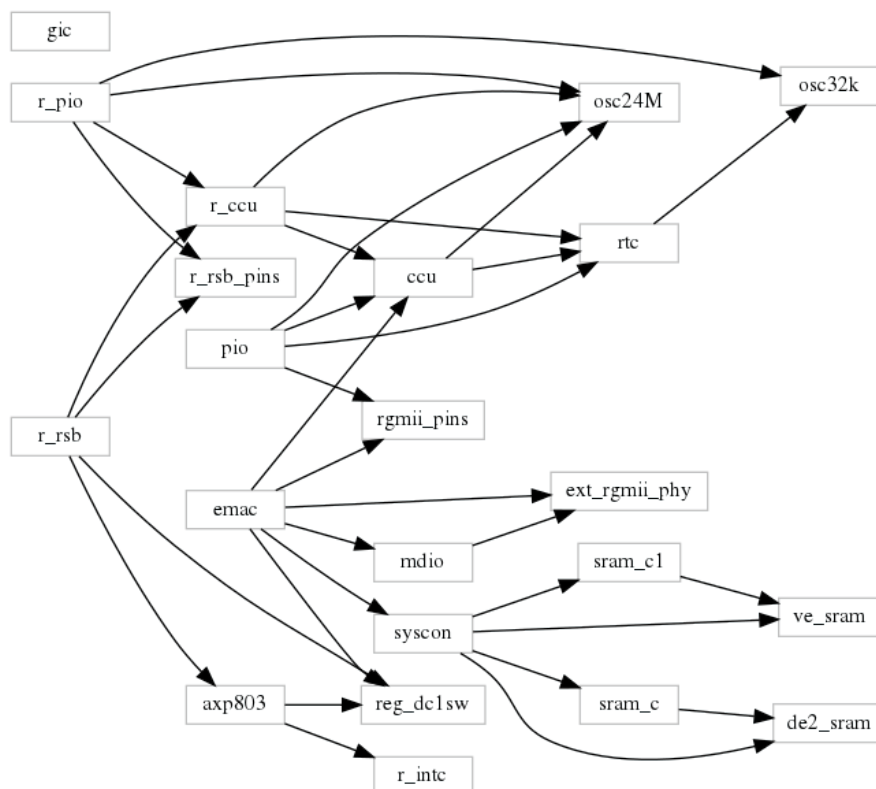 gic
r_pio
osc24M
osc32k
r_ccu
rtc
r_rsb_pins
ccu
pio
rgmii_pins
r_rsb
emac
ext_rgmii_phy
mdio
sram_c1
syscon
ve_sram
axp803
reg_dc1sw
sram_c
de2_sram
r_intc